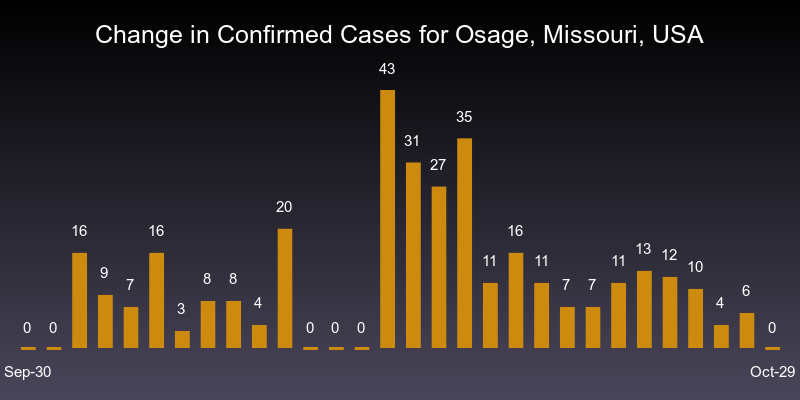 Change in Confirmed Cases for Osage, Missouri, USA
0 0 16 9 7 16 3 8 8 4 20 0 0 0 43 31 27 35 11 16 11 7 7 11 13 12 10 4 6 0
Sep-30 Oct-29